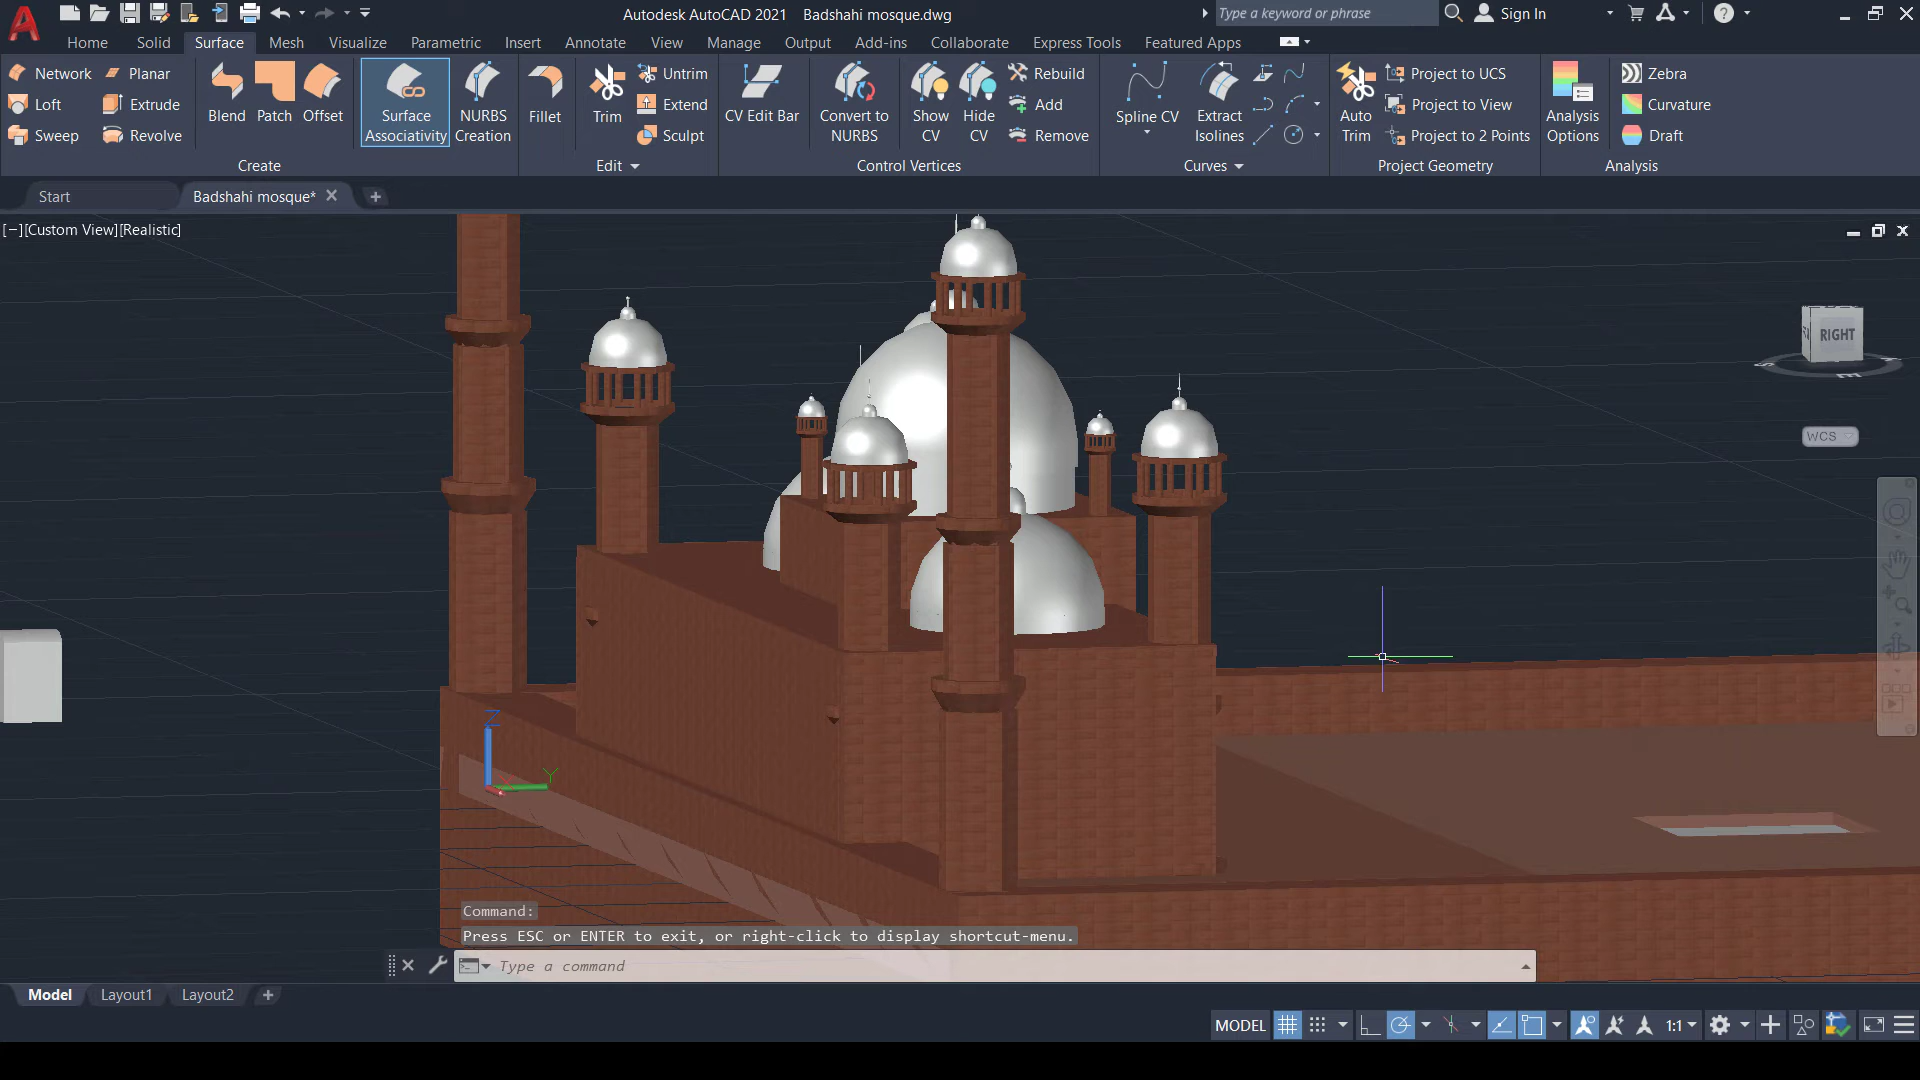 Autodesk AutoCAD 2021 Badshahi mosque.dwg
Type a keyword or phrase
Sign In
Home Solid Surface Mesh Visualize Parametric Insert Annotate View Manage Output Add-ins Collaborate Express Tools Featured Apps
Network
Planar
Loft
Extrude
Sweep
Revolve
Blend
Patch
Offset
Surface
Associativity
NURBS
Creation
Fillet
Trim
Untrim
Extend
Sculpt
CV Edit Bar
Convert to
NURBS
Show
CV
Hide
CV
Rebuild
Add
Remove
Spline CV
Extract
Isolines
Auto
Trim
Project to UCS
Project to View
Project to 2 Points
Analysis
Options
Zebra
Curvature
Draft
Create
Edit
Control Vertices
Curves
Project Geometry
Analysis
Start
Badshahi mosque*
[−][Custom View][Realistic]
RIGHT
S
E
WCS
Z
Y
Command:
Press ESC or ENTER to exit, or right-click to display shortcut-menu.
Type a command
Model Layout1 Layout2
MODEL
1:1